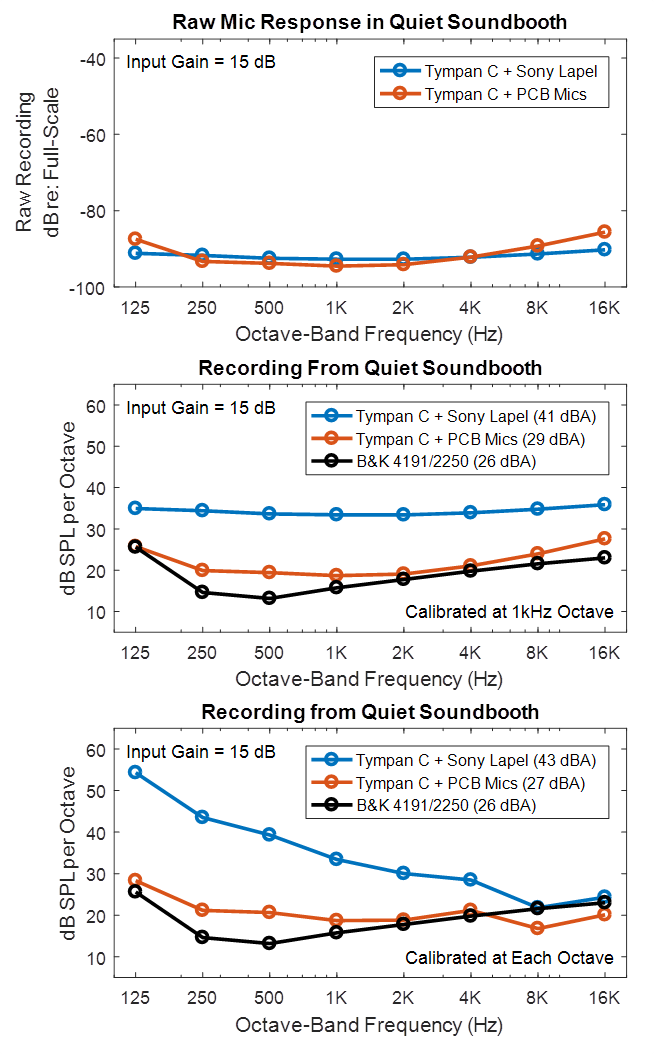 Raw Mic Response in Quiet Soundbooth
Input Gain = 15 dB
Tympan C + Sony Lapel
Tympan C + PCB Mics
Raw Recording
dB re: Full-Scale
-40
-60
-80
-100
125 250 500 1K 2K 4K 8K 16K
Octave-Band Frequency (Hz)
Recording From Quiet Soundbooth
Input Gain = 15 dB
Tympan C + Sony Lapel (41 dBA)
Tympan C + PCB Mics (29 dBA)
B&K 4191/2250 (26 dBA)
dB SPL per Octave
60
50
40
30
20
10
Calibrated at 1kHz Octave
125 250 500 1K 2K 4K 8K 16K
Octave-Band Frequency (Hz)
Recording from Quiet Soundbooth
Input Gain = 15 dB
Tympan C + Sony Lapel (43 dBA)
Tympan C + PCB Mics (27 dBA)
B&K 4191/2250 (26 dBA)
dB SPL per Octave
60
50
40
30
20
10
Calibrated at Each Octave
125 250 500 1K 2K 4K 8K 16K
Octave-Band Frequency (Hz)